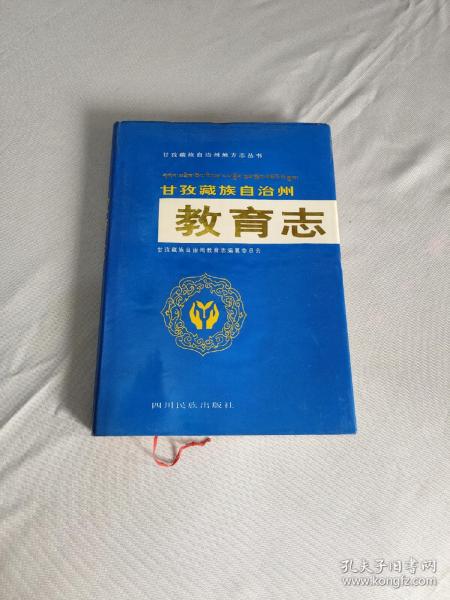 甘孜藏族自治州地方志丛书
甘孜藏族自治州
教育志
甘孜藏族自治州教育志编纂委员会
四川民族出版社
孔夫子旧书网
www.kongfz.com